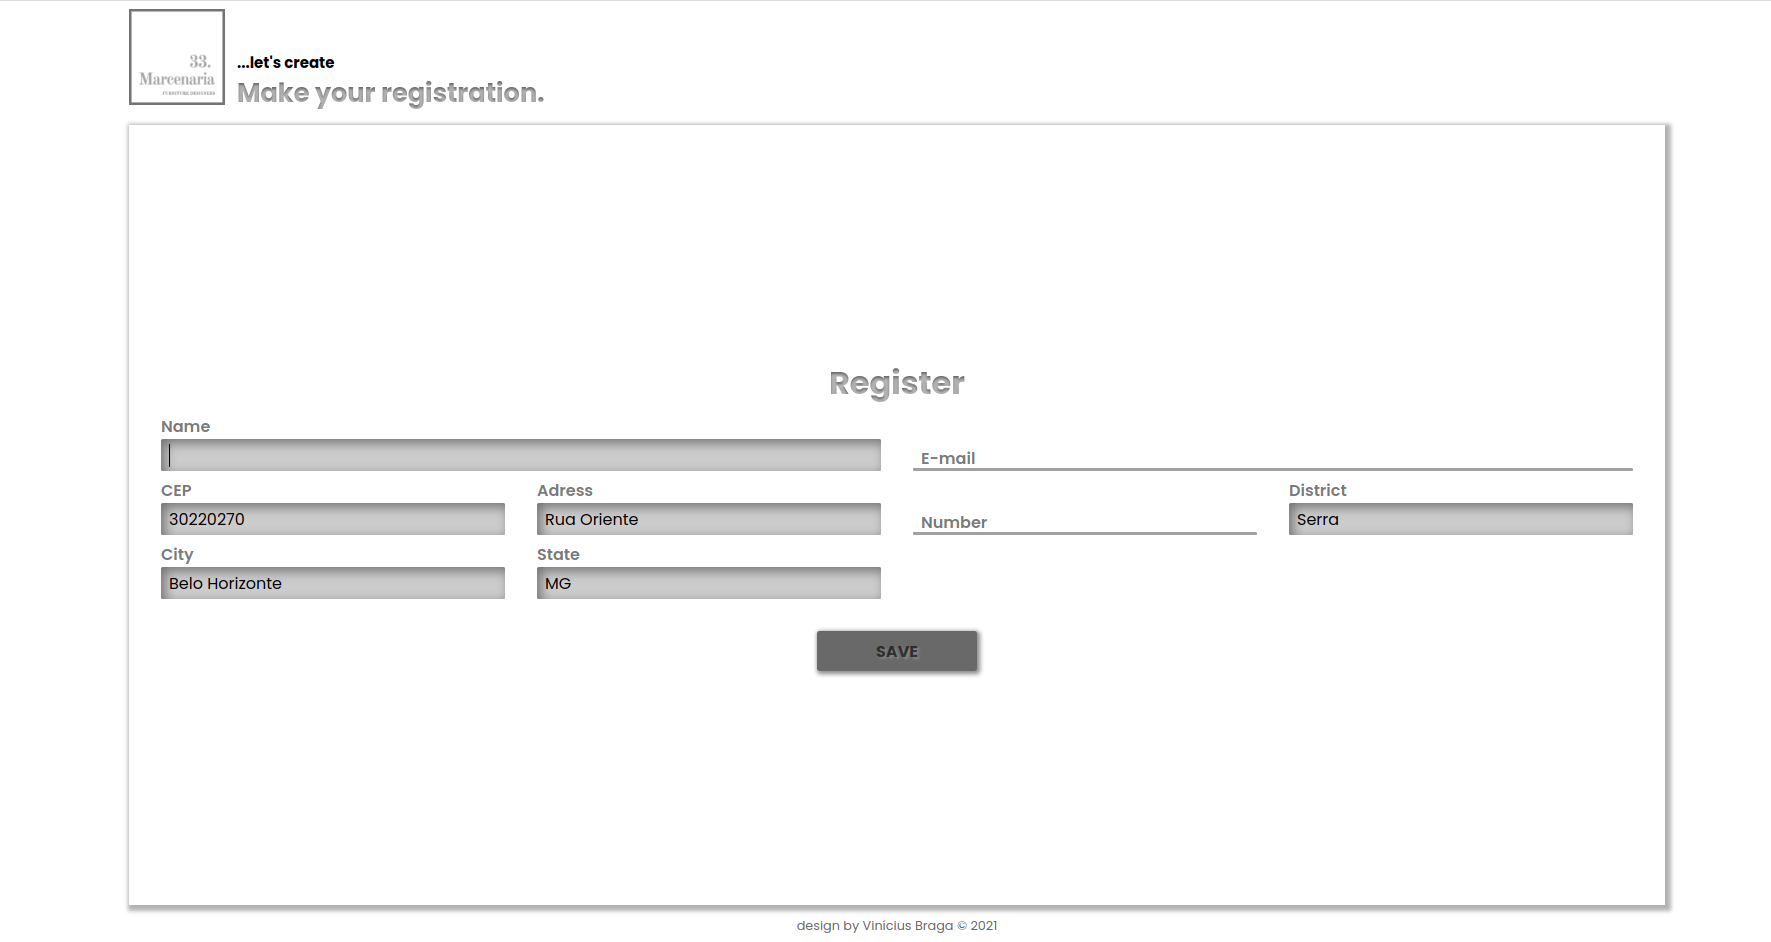 33.
Marcenaria
FURNITURE DESIGNERS
...let's create
Make your registration.
Register
Name
E-mail
CEP
Adress
District
30220270
Rua Oriente
Number
Serra
City
State
Belo Horizonte
MG
SAVE
design by Vinícius Braga © 2021